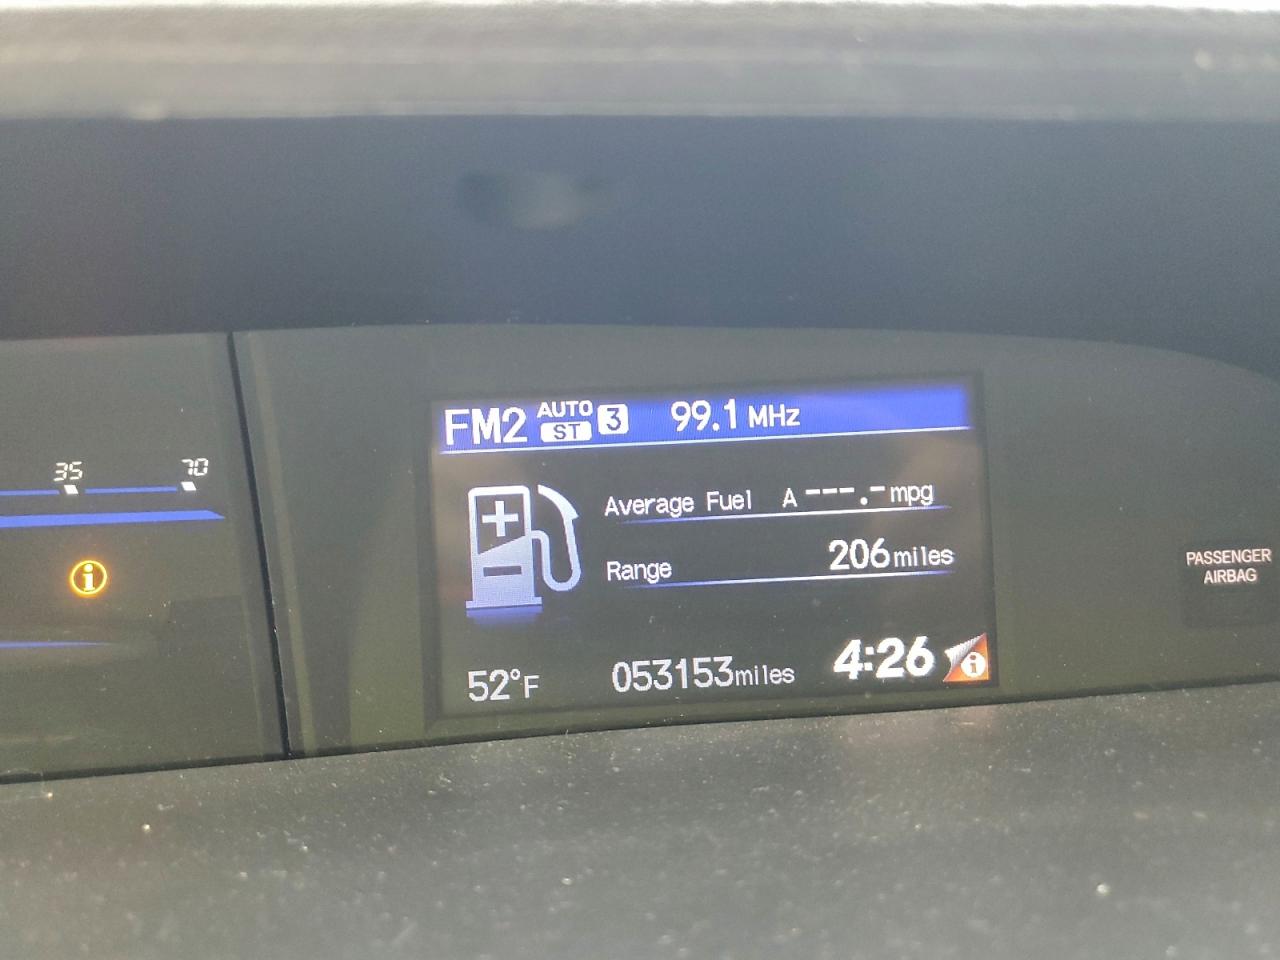 FM2 AUTO ST 3 99.1 MHz
35 70
Average Fuel A ---.- mpg
Range 206 miles
i
PASSENGER
AIRBAG
52°F 053153 miles 4:26 i